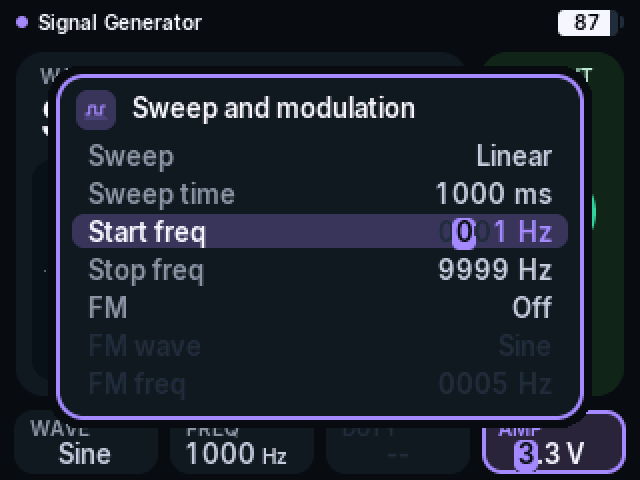 Signal Generator
87
Sweep and modulation
Sweep Linear
Sweep time 1000 ms
Start freq 0001 Hz
Stop freq 9999 Hz
FM Off
FM wave Sine
FM freq 0005 Hz
WAVE FREQ DUTY AMP
Sine 1000 Hz -- 3.3 V